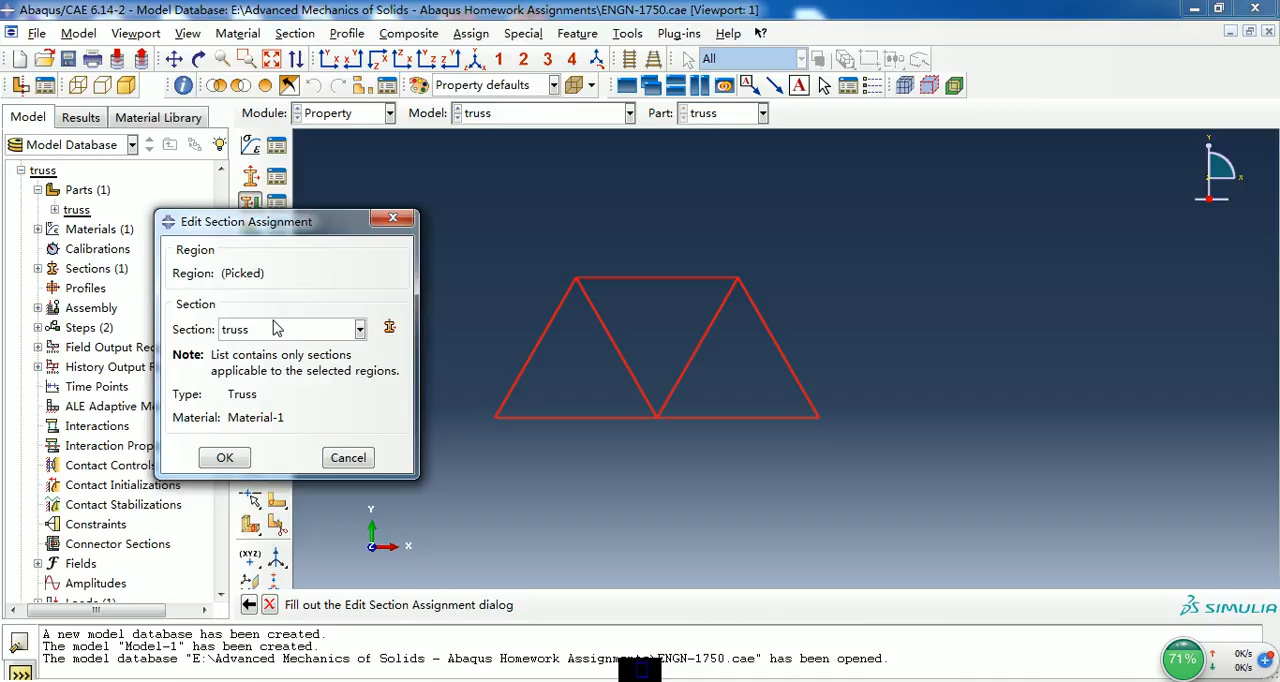 Abaqus/CAE 6.14-2 - Model Database: E:\Advanced Mechanics of Solids - Abaqus Homework Assignments\ENGN-1750.cae [Viewport: 1]
File Model Viewport View Material Section Profile Composite Assign Special Feature Tools Plug-ins Help
1 2 3 4 All
Property defaults A
Model Results Material Library Module: Property Model: truss Part: truss
Model Database
truss
Parts (1)
truss
Materials (1)
Calibrations
Sections (1)
Profiles
Assembly
Steps (2)
Field Output Re
History Output R
Time Points
ALE Adaptive M
Interactions
Interaction Prop
Contact Controls
Contact Initializations
Contact Stabilizations
Constraints
Connector Sections
Fields
Amplitudes
Edit Section Assignment
Region
Region: (Picked)
Section
Section: truss
Note: List contains only sections
applicable to the selected regions.
Type: Truss
Material: Material-1
OK Cancel
(XYZ)
Y
X
Z
Y
X
Fill out the Edit Section Assignment dialog
SIMULIA
A new model database has been created.
The model "Model-1" has been created.
The model database "E:\Advanced Mechanics of Solids - Abaqus Homework Assignments\ENGN-1750.cae" has been opened.
>>>
71%
0K/s
0K/s